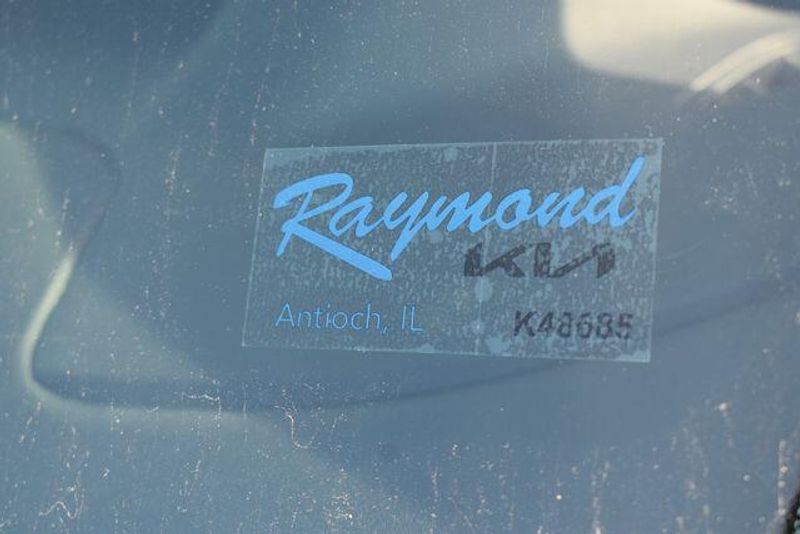 Raymond
KIA
Antioch, IL
K48685